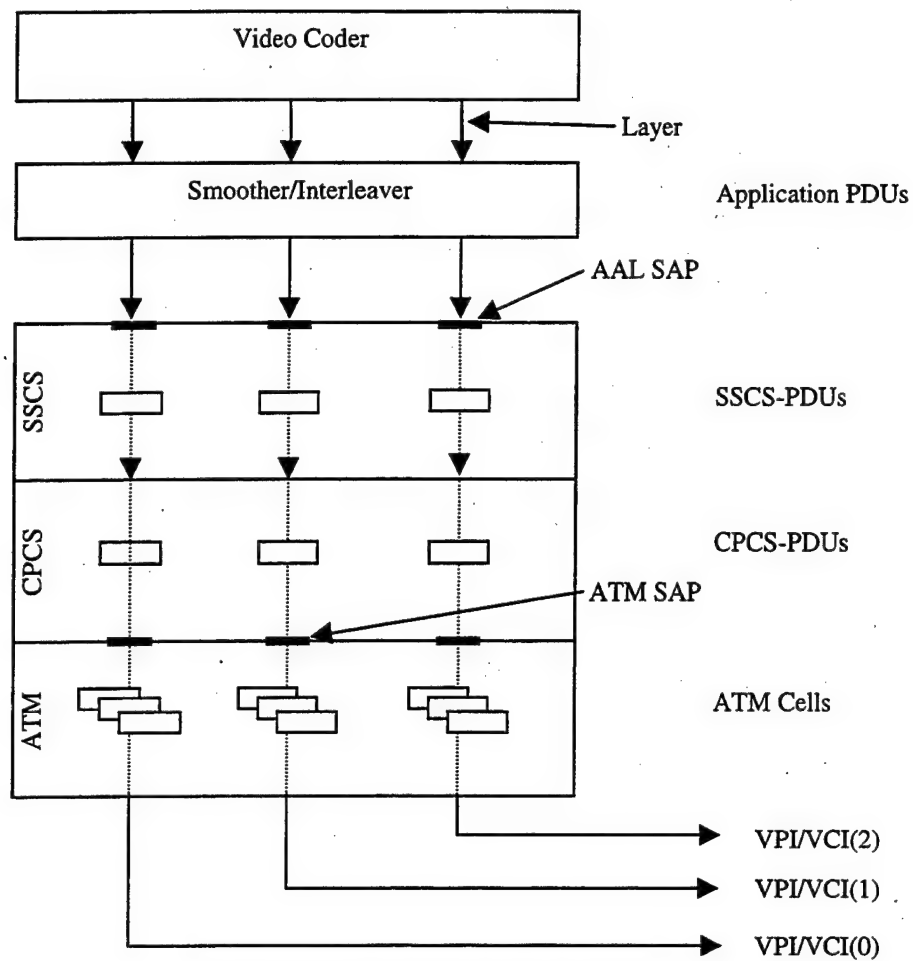 Video Coder
Layer
Smoother/Interleaver
Application PDUs
AAL SAP
SSCS
SSCS-PDUs
CPCS
CPCS-PDUs
ATM SAP
ATM
ATM Cells
VPI/VCI(2)
VPI/VCI(1)
VPI/VCI(0)